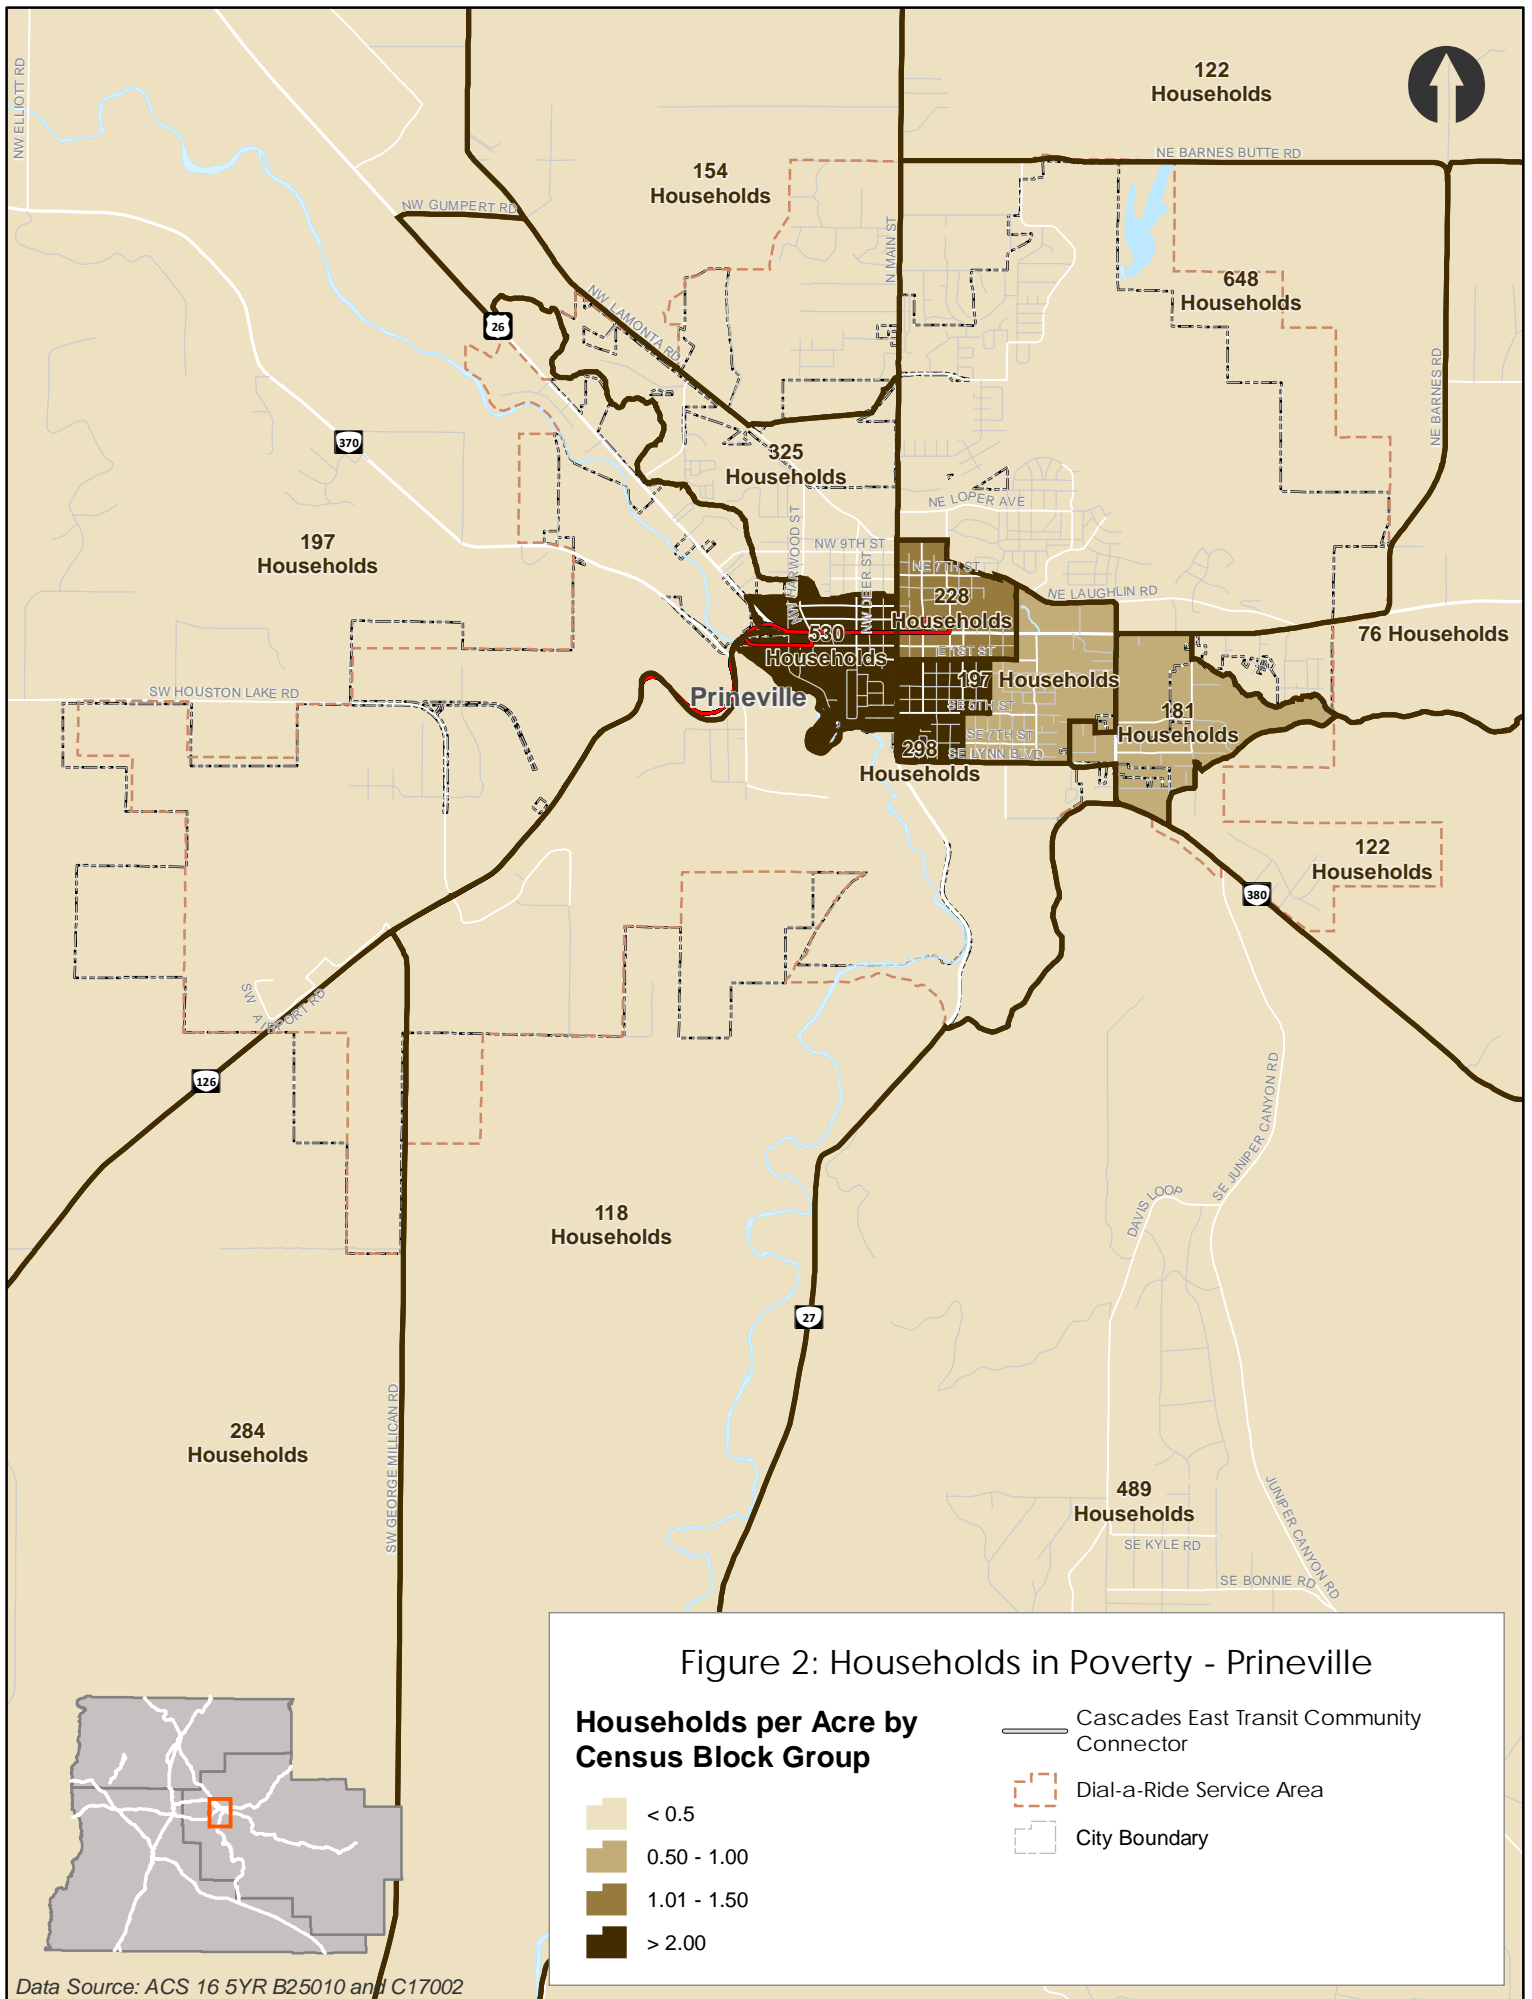 NW ELLIOTT RD
122
Households
NE BARNES BUTTE RD
154
Households
NW GUMPERT RD
N MAIN ST
648
Households
NW LAMONTA RD
26
NE BARNES RD
370
325
Households
NE LOPER AVE
NW HARWOOD ST
NW 9TH ST
NW DEER ST
197
Households
NE 7TH ST
228
Households
NE LAUGHLIN RD
530
Households
76 Households
E 1ST ST
197 Households
SW HOUSTON LAKE RD
Prineville
SE 5TH ST
181
Households
SE 7TH ST
298
Households
SE LYNN BLVD
122
Households
380
SW AIRPORT RD
126
SE JUNIPER CANYON RD
DAVIS LOOP
118
Households
27
SW GEORGE MILLICAN RD
284
Households
489
Households
JUNIPER CANYON RD
SE KYLE RD
SE BONNIE RD
Figure 2: Households in Poverty - Prineville
Households per Acre by
Census Block Group
< 0.5
0.50 - 1.00
1.01 - 1.50
> 2.00
Cascades East Transit Community
Connector
Dial-a-Ride Service Area
City Boundary
Data Source: ACS 16 5YR B25010 and C17002